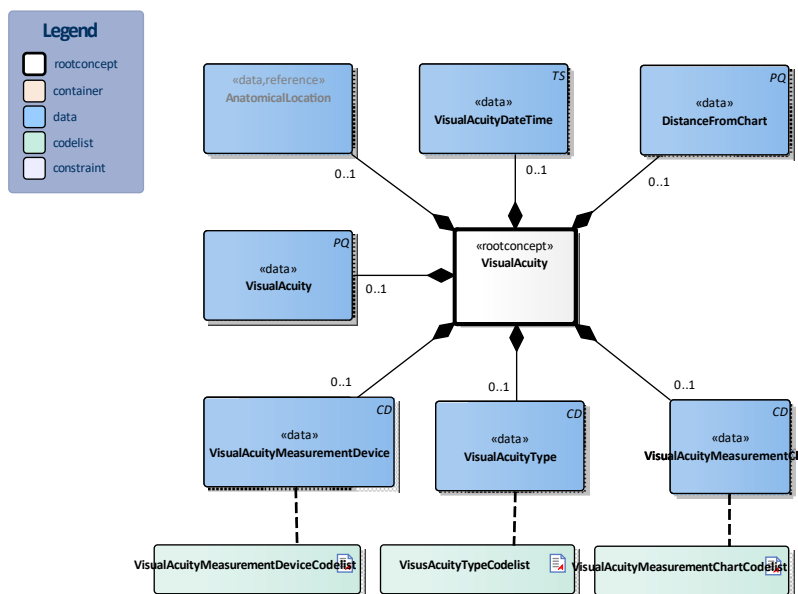 Legend
rootconcept
container
data
codelist
constraint
«data,reference»
AnatomicalLocation
TS
«data»
VisualAcuityDateTime
PQ
«data»
DistanceFromChart
0..1
0..1
0..1
PQ
«data»
VisualAcuity
0..1
«rootconcept»
VisualAcuity
0..1
0..1
0..1
CD
«data»
VisualAcuityMeasurementDevice
CD
«data»
VisualAcuityType
CD
«data»
VisualAcuityMeasurementCl
VisualAcuityMeasurementDeviceCodelist
VisusAcuityTypeCodelist
VisualAcuityMeasurementChartCodelist